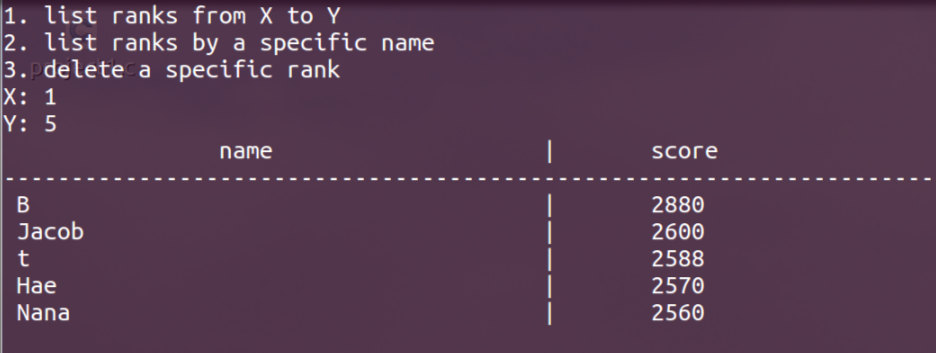 1. list ranks from X to Y
2. list ranks by a specific name
3. delete a specific rank
X: 1
Y: 5
name | score
------------------------------------------------------------------------
B | 2880
Jacob | 2600
t | 2588
Hae | 2570
Nana | 2560